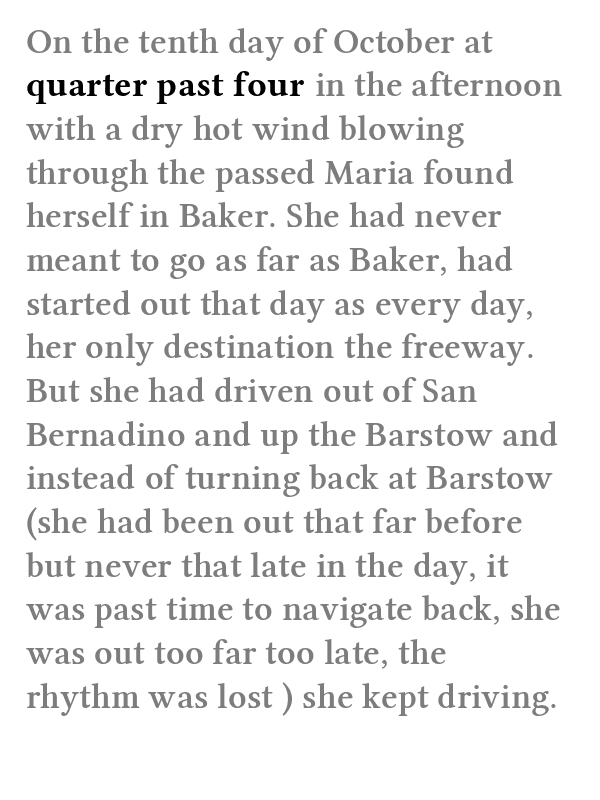 On the tenth day of October at
quarter past four in the afternoon
with a dry hot wind blowing
through the passed Maria found
herself in Baker. She had never
meant to go as far as Baker, had
started out that day as every day,
her only destination the freeway.
But she had driven out of San
Bernadino and up the Barstow and
instead of turning back at Barstow
(she had been out that far before
but never that late in the day, it
was past time to navigate back, she
was out too far too late, the
rhythm was lost ) she kept driving.